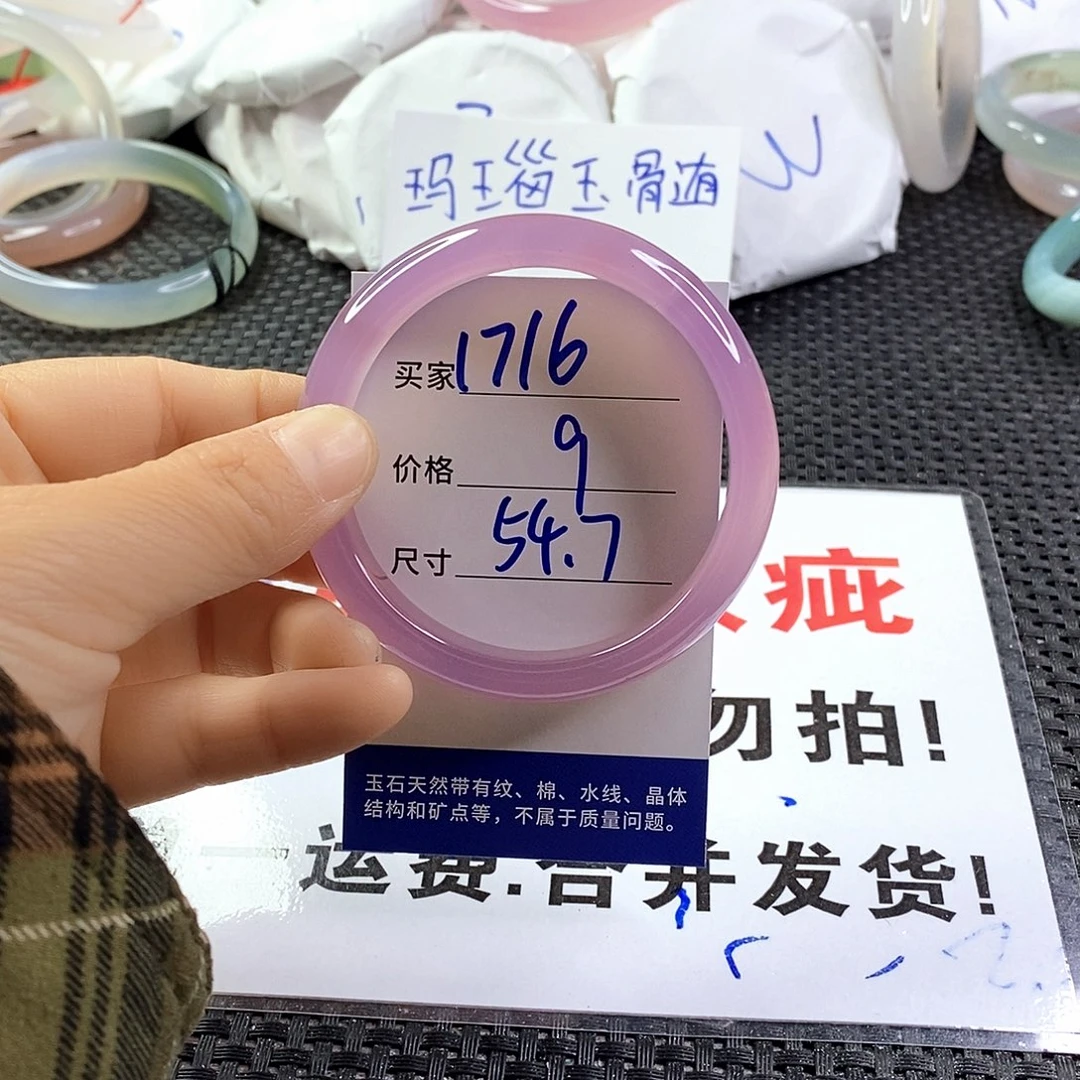 玛瑙玉骨髓
买家1716
价格9
尺寸54.7
玉石天然带有纹、棉、水线、晶体
结构和矿点等，不属于质量问题。
疵
勿拍！
一运费.合并发货！